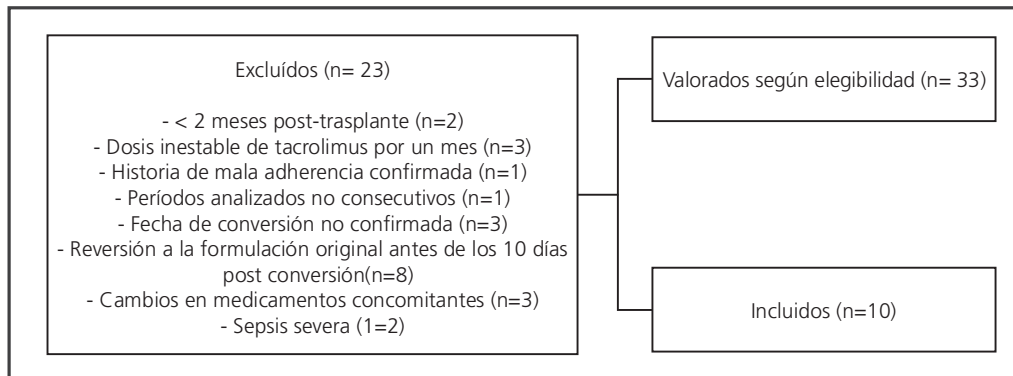 Excluídos (n= 23)
- < 2 meses post-trasplante (n=2)
- Dosis inestable de tacrolimus por un mes (n=3)
- Historia de mala adherencia confirmada (n=1)
- Períodos analizados no consecutivos (n=1)
- Fecha de conversión no confirmada (n=3)
- Reversión a la formulación original antes de los 10 días
post conversión(n=8)
- Cambios en medicamentos concomitantes (n=3)
- Sepsis severa (1=2)
Valorados según elegibilidad (n= 33)
Incluidos (n=10)